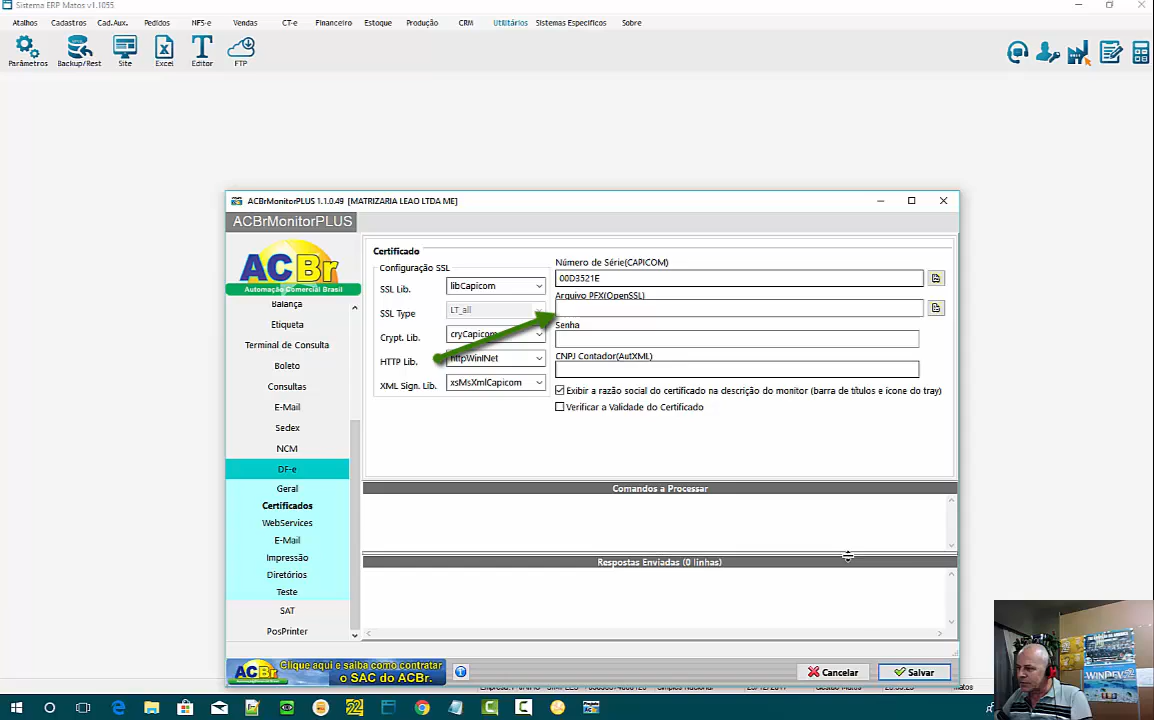 Sistema ERP Matos v1.1055
Atalhos Cadastros Cad.Aux. Pedidos NFS-e Vendas CT-e Financeiro Estoque Produção CRM Utilitários Sistemas Específicos Sobre
Parâmetros Backup/Rest Site Excel Editor FTP
ACBrMonitorPLUS 1.1.0.49 [MATRIZARIA LEAO LTDA ME]
ACBrMonitorPLUS
ACBr
Automação Comercial Brasil
Balança
Etiqueta
Terminal de Consulta
Boleto
Consultas
E-Mail
Sedex
NCM
DF-e
Geral
Certificados
WebServices
E-Mail
Impressão
Diretórios
Teste
SAT
PosPrinter
Certificado
Configuração SSL
SSL Lib. libCapicom
SSL Type LT_all
Crypt. Lib. cryCapicom
HTTP Lib. httpWinINet
XML Sign. Lib. xsMsXmlCapicom
Número de Série(CAPICOM)
00D3521E
Arquivo PFX(OpenSSL)
Senha
CNPJ Contador(AutXML)
Exibir a razão social do certificado na descrição do monitor (barra de títulos e ícone do tray)
Verificar a Validade do Certificado
Comandos a Processar
Respostas Enviadas (0 linhas)
ACBr Clique aqui e saiba como contratar
o SAC do ACBr.
Cancelar Salvar
WINDEV